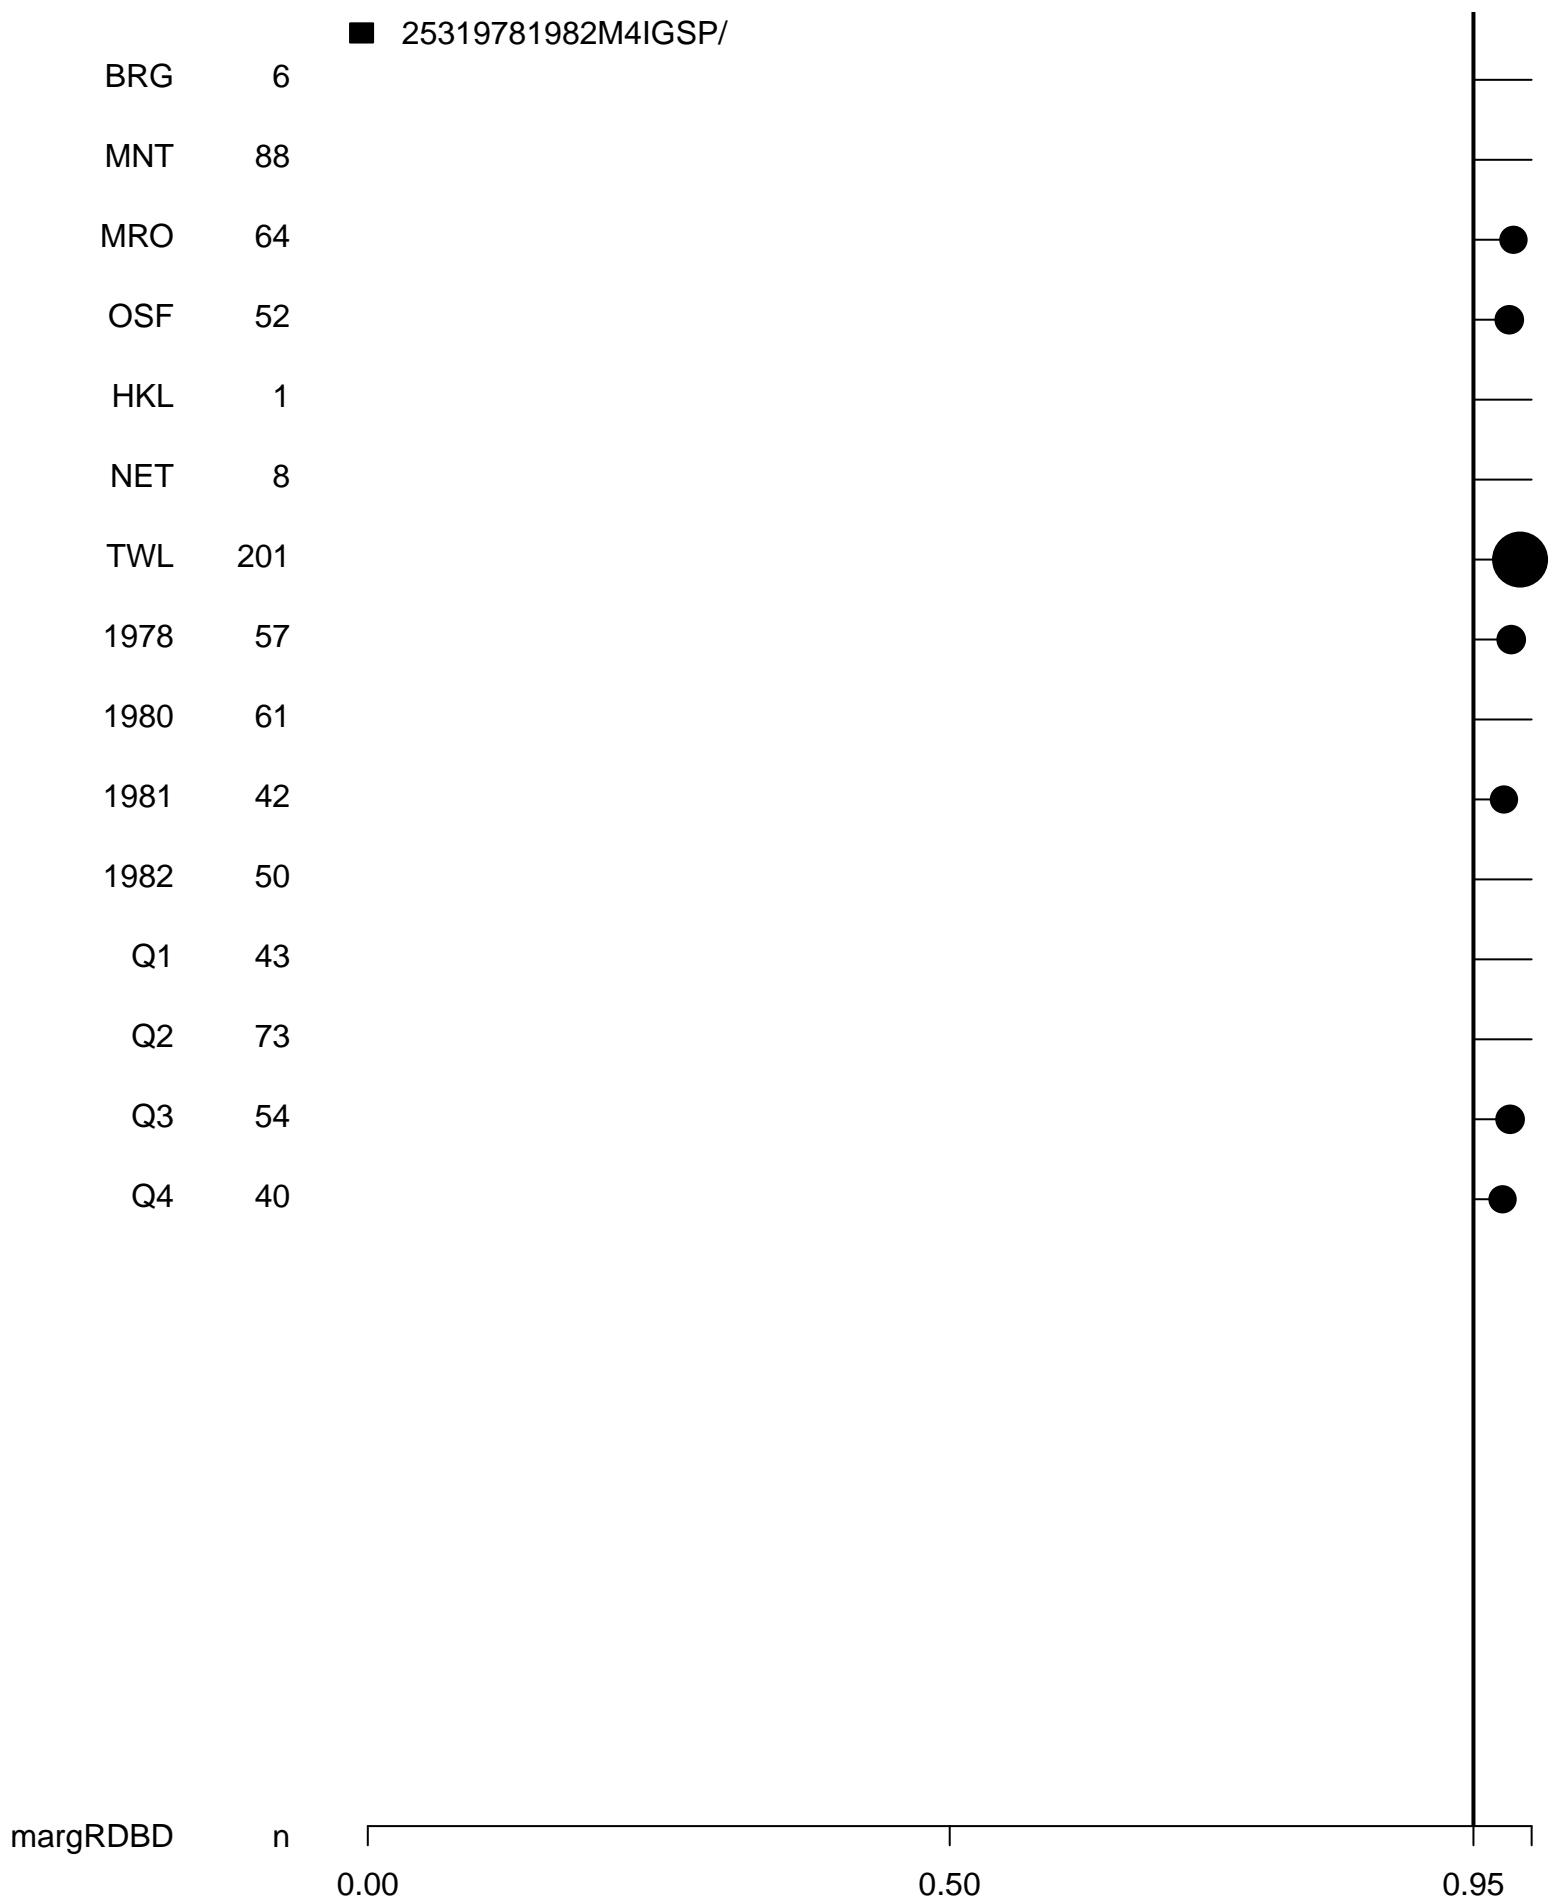 25319781982M4IGSP/
BRG 6
MNT 88
MRO 64
OSF 52
HKL 1
NET 8
TWL 201
1978 57
1980 61
1981 42
1982 50
Q1 43
Q2 73
Q3 54
Q4 40
margRDBD n
0.00 0.50 0.95